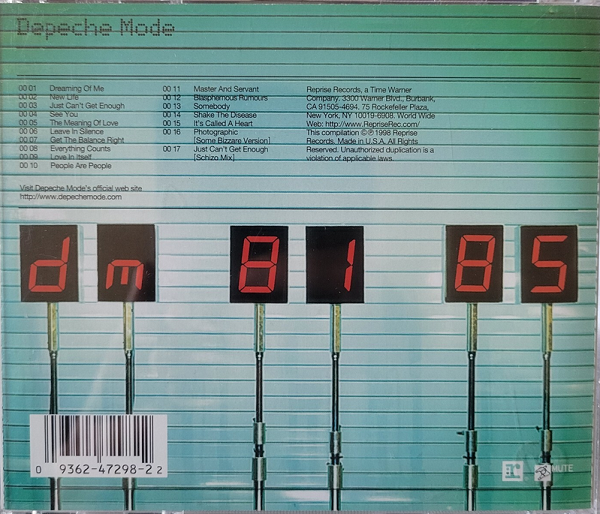 Depeche Mode
00 01 Dreaming Of Me
00 02 New Life
00 03 Just Can't Get Enough
00 04 See You
00 05 The Meaning Of Love
00 06 Leave In Silence
00 07 Get The Balance Right
00 08 Everything Counts
00 09 Love In Itself
00 10 People Are People
00 11 Master And Servant
00 12 Blasphemous Rumours
00 13 Somebody
00 14 Shake The Disease
00 15 It's Called A Heart
00 16 Photographic
[Some Bizzare Version]
00 17 Just Can't Get Enough
[Schizo Mix]
Reprise Records, a Time Warner
Company. 3300 Warner Blvd., Burbank,
CA 91505-4694. 75 Rockefeller Plaza,
New York, NY 10019-6908. World Wide
Web: http://www.RepriseRec.com/
This compilation ©℗ 1998 Reprise
Records. Made in U.S.A. All Rights
Reserved. Unauthorized duplication is a
violation of applicable laws.
Visit Depeche Mode's official web site
http://www.depechemode.com
dm 81 85
0 9362-47298-2 2
r
MUTE